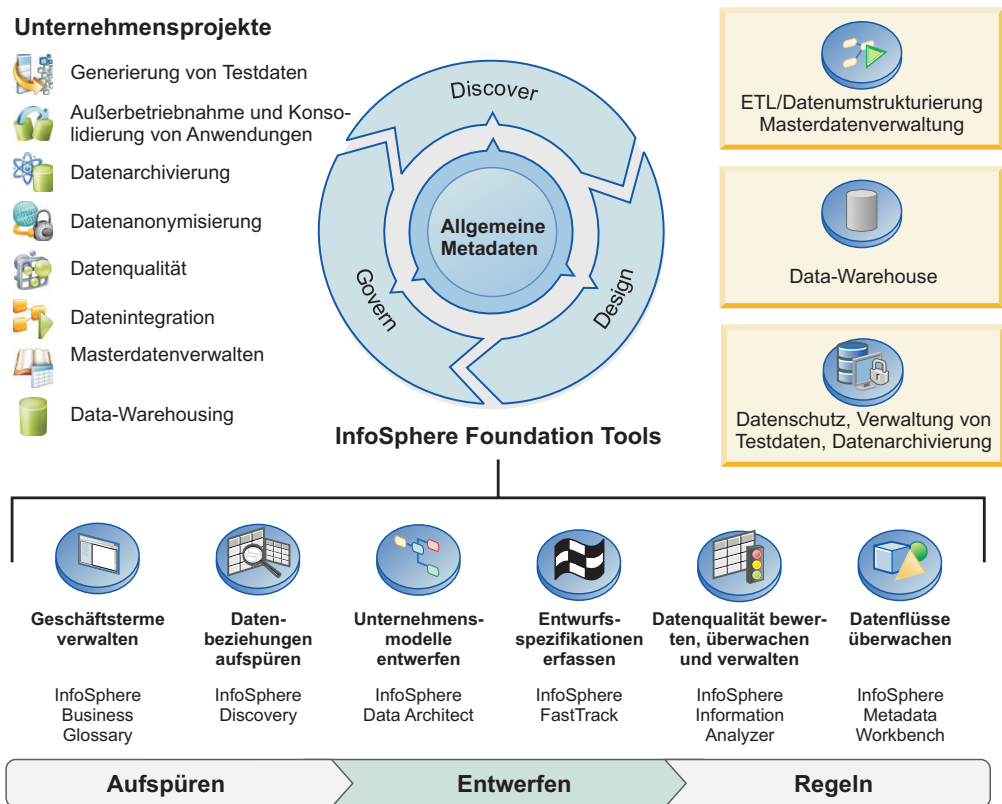 Unternehmensprojekte
Generierung von Testdaten
Außerbetriebnahme und Konso-
lidierung von Anwendungen
Datenarchivierung
Datenanonymisierung
Datenqualität
Datenintegration
Masterdatenverwalten
Data-Warehousing
Discover
Design
Govern
Allgemeine
Metadaten
InfoSphere Foundation Tools
ETL/Datenumstrukturierung
Masterdatenverwaltung
Data-Warehouse
Datenschutz, Verwaltung von
Testdaten, Datenarchivierung
Geschäftsterme
verwalten
InfoSphere
Business
Glossary
Daten-
beziehungen
aufspüren
InfoSphere
Discovery
Unternehmens-
modelle
entwerfen
InfoSphere
Data Architect
Entwurfs-
spezifikationen
erfassen
InfoSphere
FastTrack
Datenqualität bewer-
ten, überwachen
und verwalten
InfoSphere
Information
Analyzer
Datenflüsse
überwachen
InfoSphere
Metadata
Workbench
Aufspüren
Entwerfen
Regeln